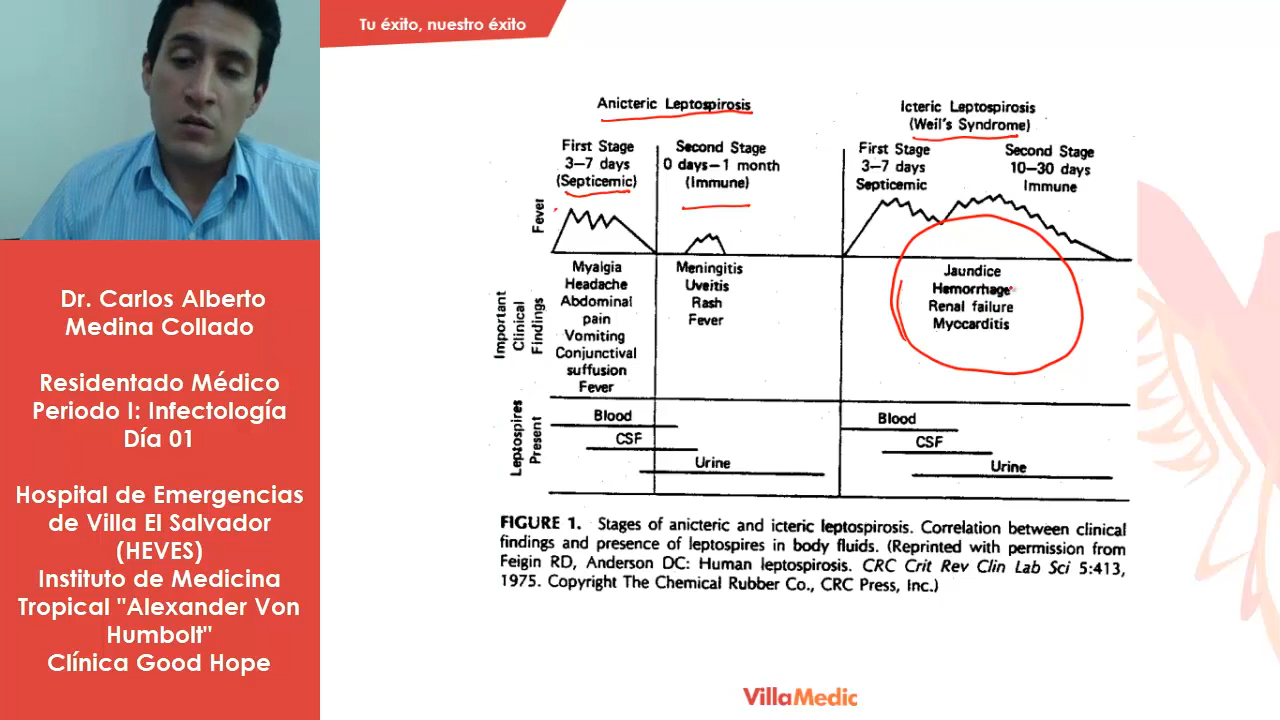 Tu éxito, nuestro éxito
Dr. Carlos Alberto
Medina Collado
Residentado Médico
Periodo I: Infectología
Día 01
Hospital de Emergencias
de Villa El Salvador
(HEVES)
Instituto de Medicina
Tropical "Alexander Von
Humbolt"
Clínica Good Hope
Anicteric Leptospirosis
First Stage
3–7 days
(Septicemic)
Second Stage
0 days–1 month
(Immune)
Icteric Leptospirosis
(Weil's Syndrome)
First Stage
3–7 days
Septicemic
Second Stage
10–30 days
Immune
Fever
Important
Clinical
Findings
Myalgia
Headache
Abdominal
pain
Vomiting
Conjunctival
suffusion
Fever
Meningitis
Uveitis
Rash
Fever
Jaundice
Hemorrhage
Renal failure
Myocarditis
Leptospires
Present
Blood
CSF
Urine
Blood
CSF
Urine
FIGURE 1. Stages of anicteric and icteric leptospirosis. Correlation between clinical
findings and presence of leptospires in body fluids. (Reprinted with permission from
Feigin RD, Anderson DC: Human leptospirosis. CRC Crit Rev Clin Lab Sci 5:413,
1975. Copyright The Chemical Rubber Co., CRC Press, Inc.)
VillaMedic